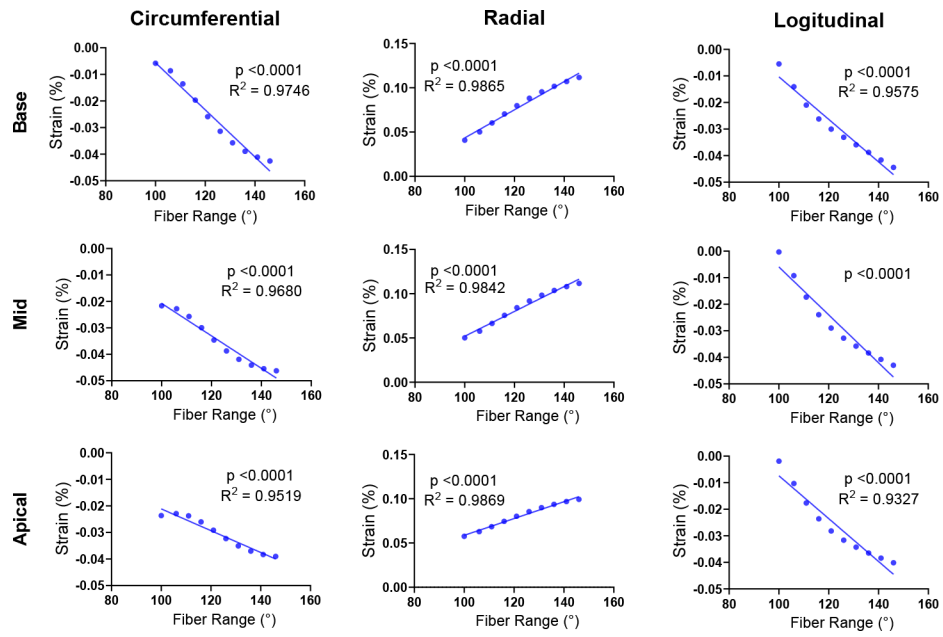 Circumferential
Radial
Logitudinal
Base
Strain (%)
0.00
-0.01
-0.02
-0.03
-0.04
-0.05
p <0.0001
R² = 0.9746
80 100 120 140 160
Fiber Range (°)
Strain (%)
0.15
0.10
0.05
0.00
p <0.0001
R² = 0.9865
80 100 120 140 160
Fiber Range (°)
Strain (%)
0.00
-0.01
-0.02
-0.03
-0.04
-0.05
p <0.0001
R² = 0.9575
80 100 120 140 160
Fiber Range (°)
Mid
Strain (%)
0.00
-0.01
-0.02
-0.03
-0.04
-0.05
p <0.0001
R² = 0.9680
80 100 120 140 160
Fiber Range (°)
Strain (%)
0.15
0.10
0.05
0.00
p <0.0001
R² = 0.9842
80 100 120 140 160
Fiber Range (°)
Strain (%)
0.00
-0.01
-0.02
-0.03
-0.04
-0.05
p <0.0001
80 100 120 140 160
Fiber Range (°)
Apical
Strain (%)
0.00
-0.01
-0.02
-0.03
-0.04
-0.05
p <0.0001
R² = 0.9519
80 100 120 140 160
Fiber Range (°)
Strain (%)
0.15
0.10
0.05
0.00
p <0.0001
R² = 0.9869
80 100 120 140 160
Fiber Range (°)
Strain (%)
0.00
-0.01
-0.02
-0.03
-0.04
-0.05
p <0.0001
R² = 0.9327
80 100 120 140 160
Fiber Range (°)